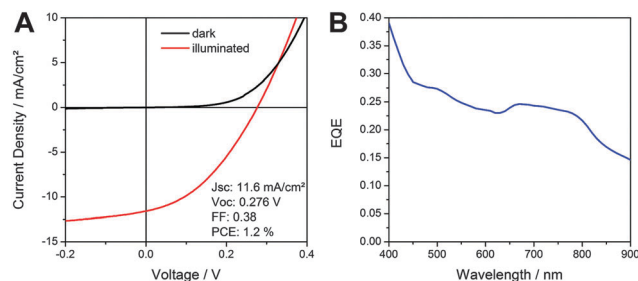 A
dark
illuminated
Current Density / mA/cm²
10
5
0
-5
-10
-15
-0.2
0.0
0.2
0.4
Voltage / V
Jsc: 11.6 mA/cm²
Voc: 0.276 V
FF: 0.38
PCE: 1.2 %
B
EQE
0.40
0.35
0.30
0.25
0.20
0.15
0.10
0.05
0.00
400
500
600
700
800
900
Wavelength / nm